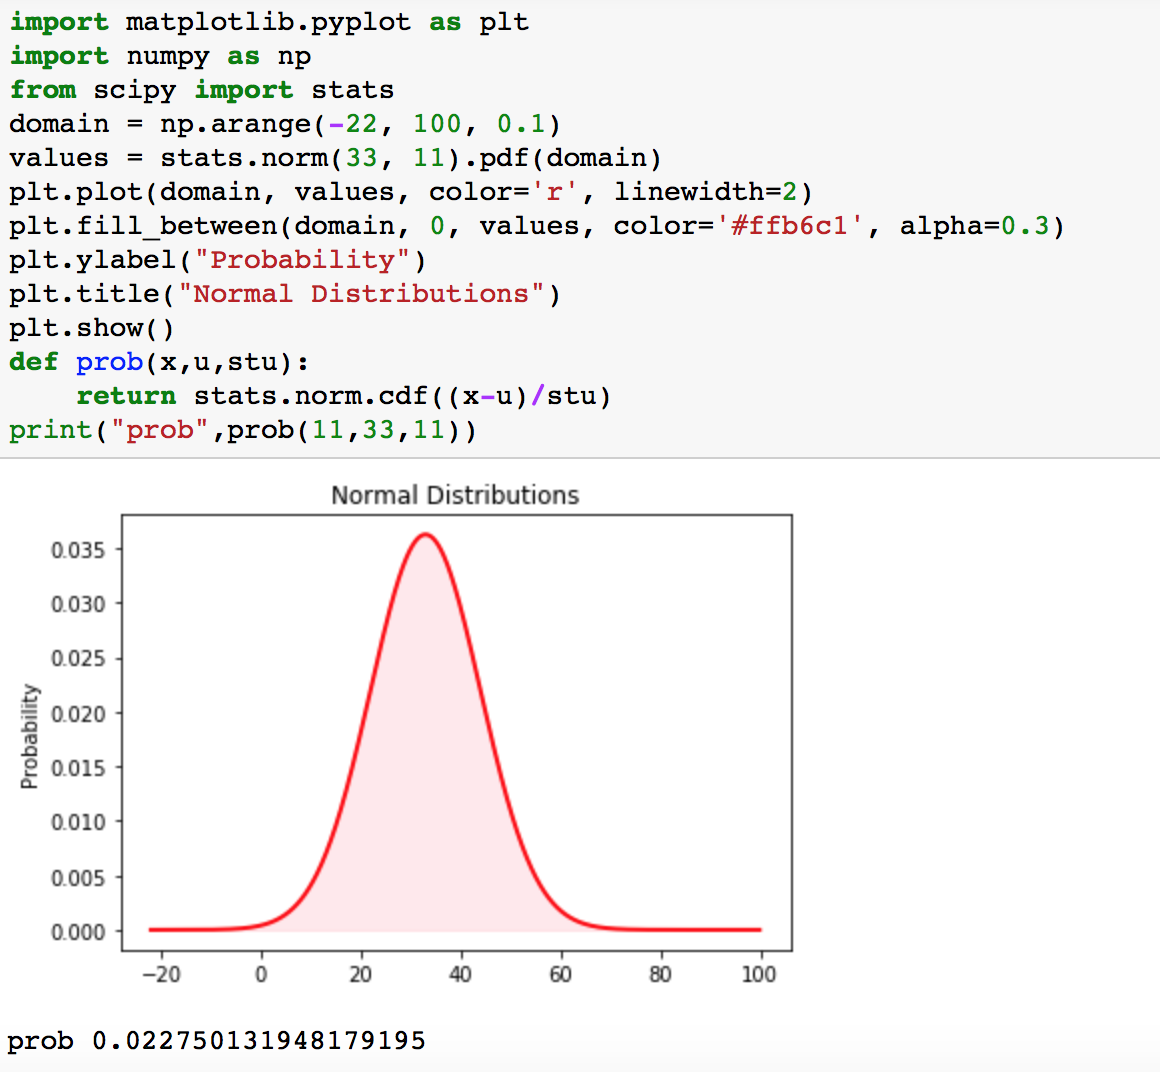 import matplotlib.pyplot as plt
import numpy as np
from scipy import stats
domain = np.arange(-22, 100, 0.1)
values = stats.norm(33, 11).pdf(domain)
plt.plot(domain, values, color='r', linewidth=2)
plt.fill_between(domain, 0, values, color='#ffb6c1', alpha=0.3)
plt.ylabel("Probability")
plt.title("Normal Distributions")
plt.show()
def prob(x,u,stu):
    return stats.norm.cdf((x-u)/stu)
print("prob",prob(11,33,11))
Normal Distributions
0.035
0.030
0.025
0.020
0.015
0.010
0.005
0.000
Probability
−20 0 20 40 60 80 100
prob 0.022750131948179195